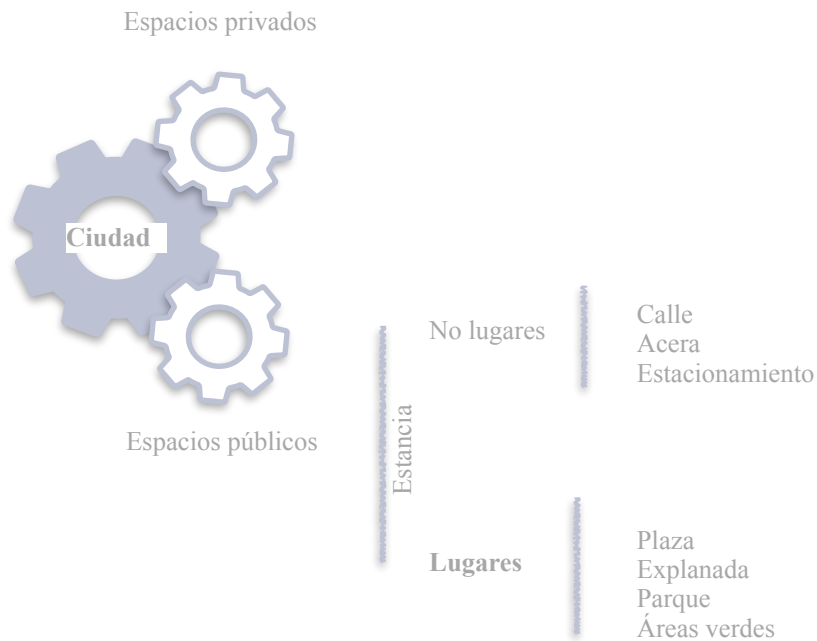 Espacios privados
Ciudad
Espacios públicos
Estancia
No lugares
Calle
Acera
Estacionamiento
Lugares
Plaza
Explanada
Parque
Áreas verdes